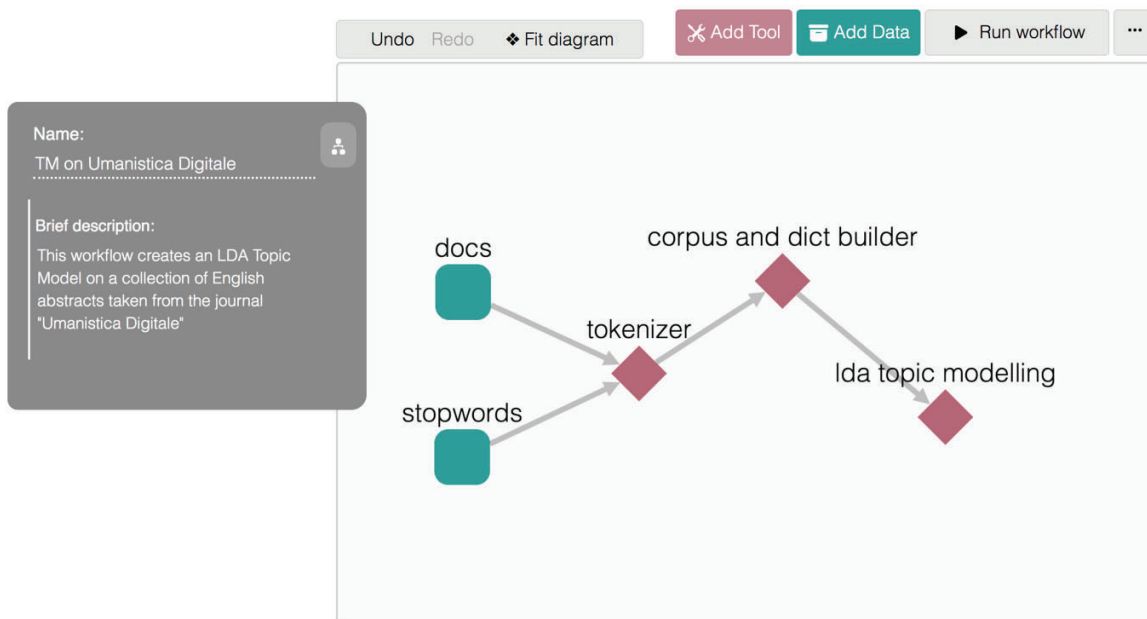 Undo Redo ❖ Fit diagram
Add Tool
Add Data
Run workflow
...
Name:
TM on Umanistica Digitale
Brief description:
This workflow creates an LDA Topic
Model on a collection of English
abstracts taken from the journal
"Umanistica Digitale"
docs
stopwords
tokenizer
corpus and dict builder
lda topic modelling